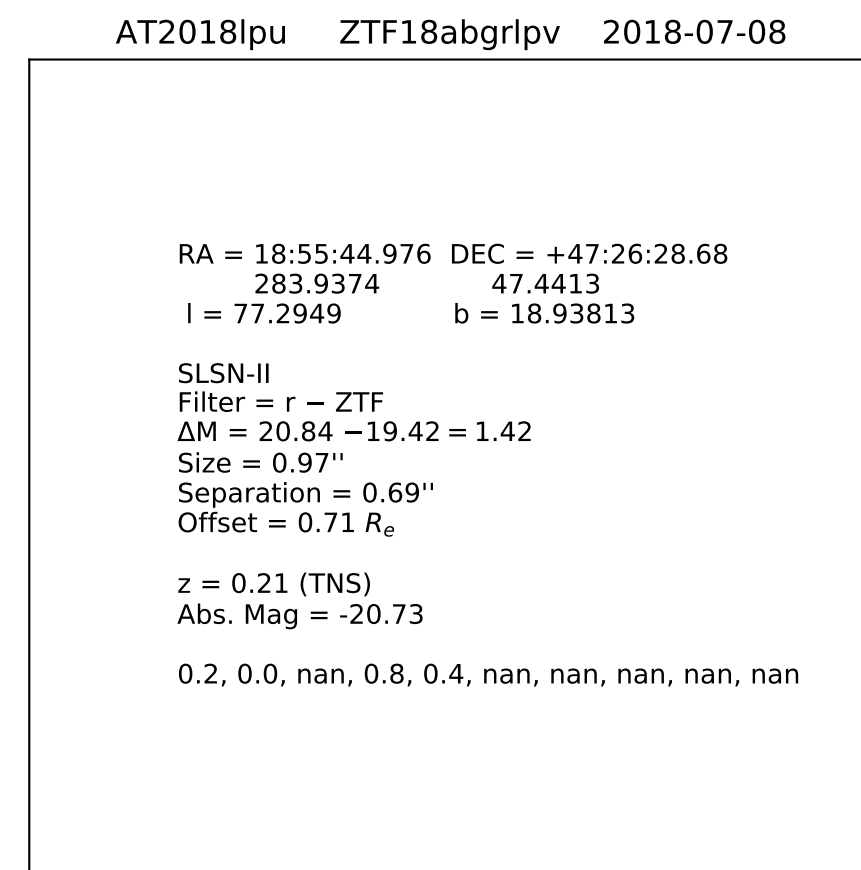 AT2018lpu ZTF18abgrlpv 2018-07-08
RA = 18:55:44.976 DEC = +47:26:28.68
283.9374 47.4413
l = 77.2949 b = 18.93813
SLSN-II
Filter = r − ZTF
ΔM = 20.84 −19.42 = 1.42
Size = 0.97''
Separation = 0.69''
Offset = 0.71 Rₑ
z = 0.21 (TNS)
Abs. Mag = -20.73
0.2, 0.0, nan, 0.8, 0.4, nan, nan, nan, nan, nan